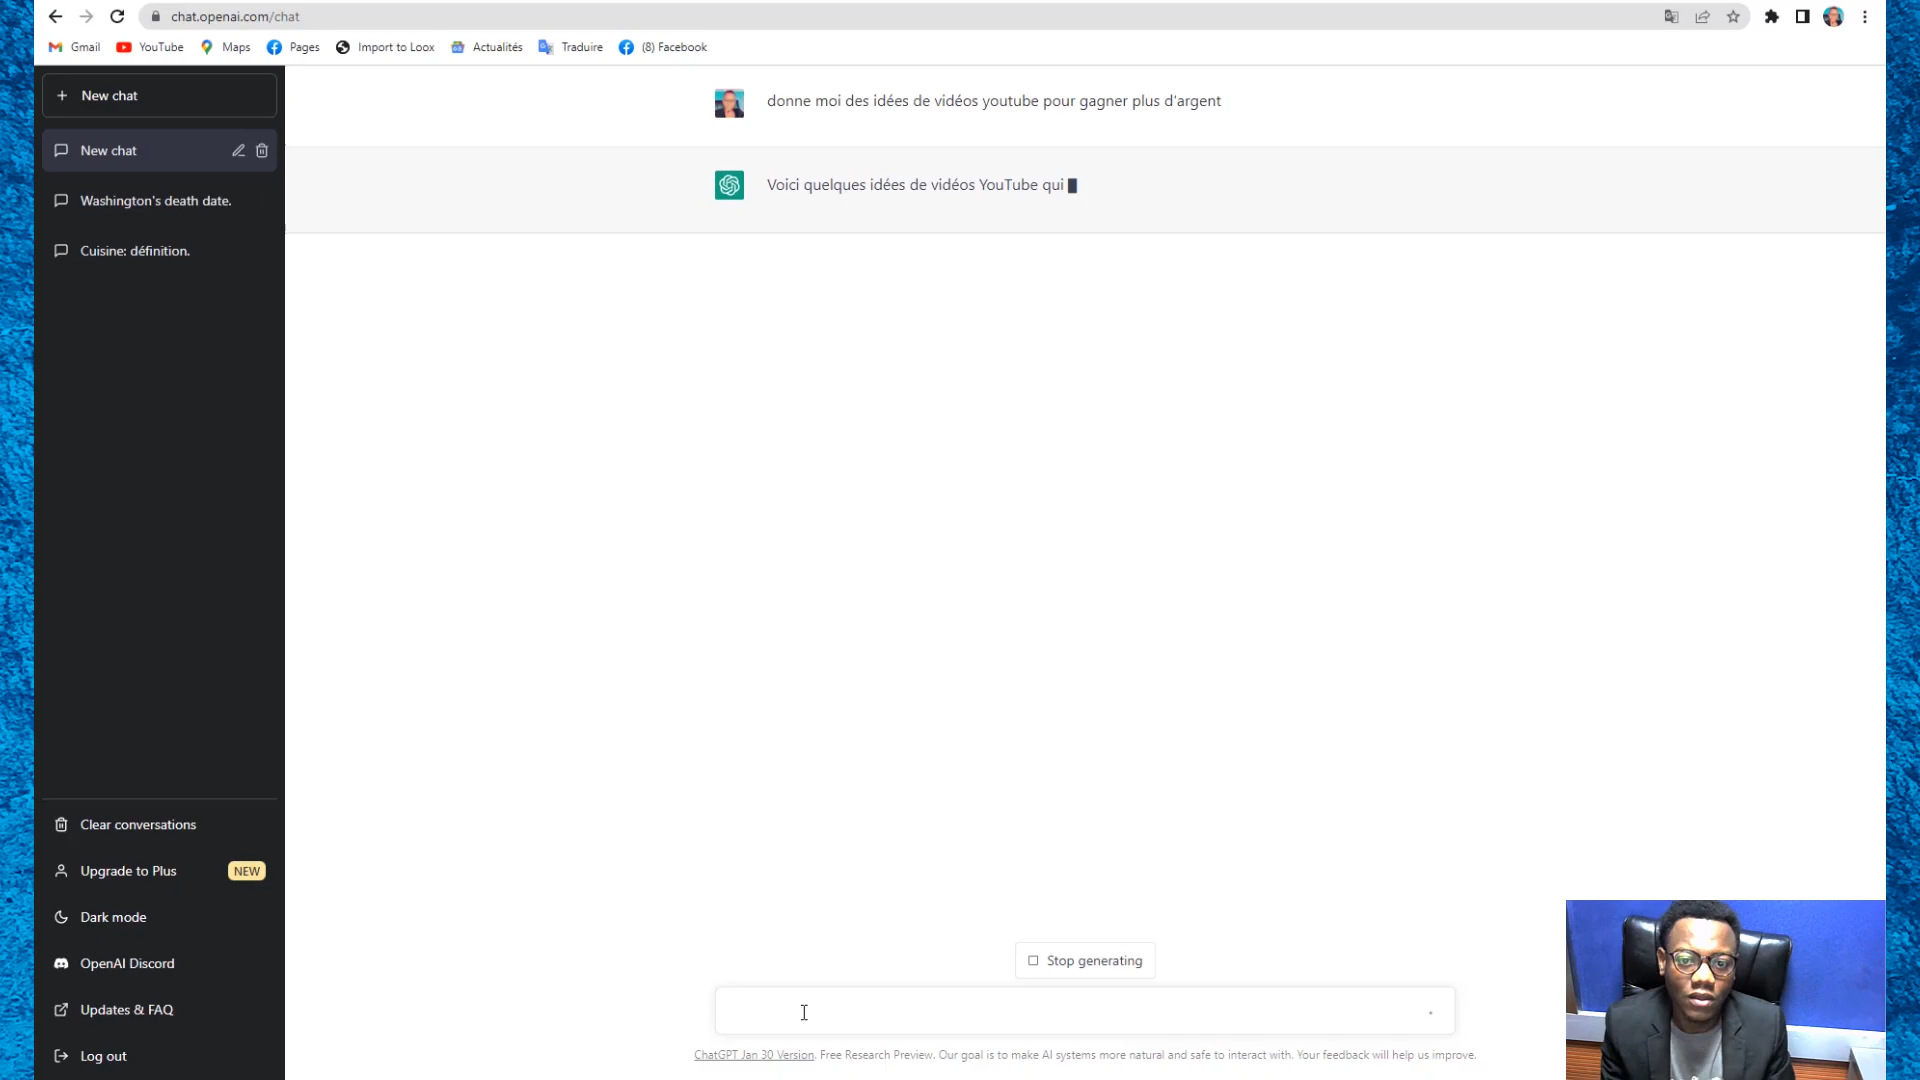 chat.openai.com/chat
Gmail YouTube Maps Pages Import to Loox Actualités Traduire (8) Facebook
New chat
New chat
Washington's death date.
Cuisine: définition.
donne moi des idées de vidéos youtube pour gagner plus d'argent
Voici quelques idées de vidéos YouTube qui
Clear conversations
Upgrade to Plus NEW
Dark mode
OpenAI Discord
Updates & FAQ
Log out
Stop generating
ChatGPT Jan 30 Version. Free Research Preview. Our goal is to make AI systems more natural and safe to interact with. Your feedback will help us improve.